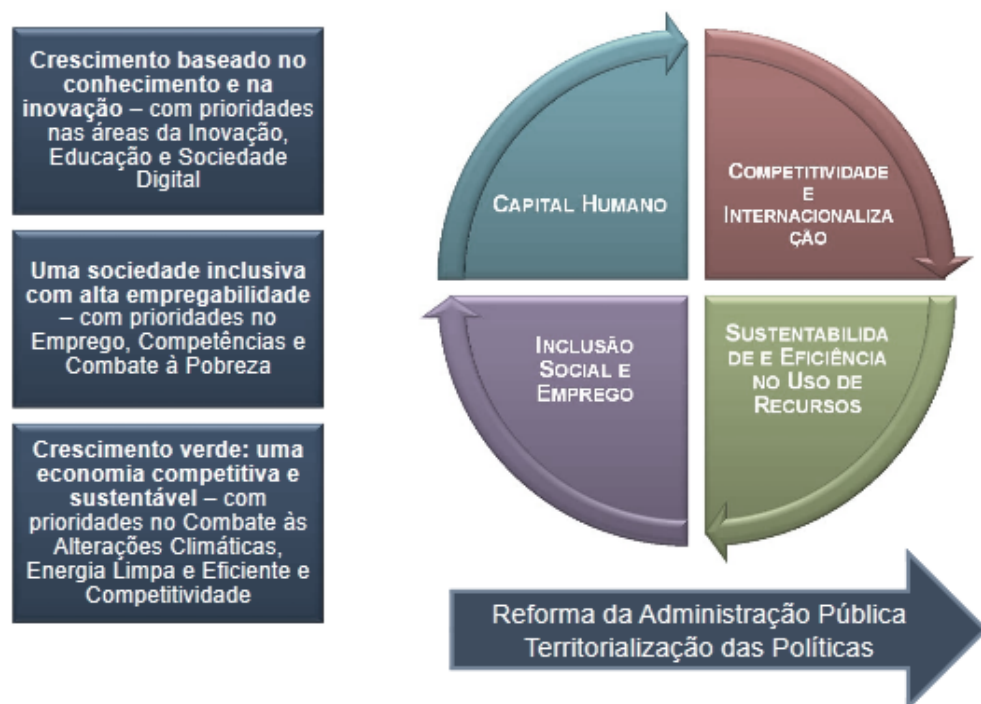 Crescimento baseado no
conhecimento e na
inovação – com prioridades
nas áreas da Inovação,
Educação e Sociedade
Digital
Uma sociedade inclusiva
com alta empregabilidade
– com prioridades no
Emprego, Competências e
Combate à Pobreza
Crescimento verde: uma
economia competitiva e
sustentável – com
prioridades no Combate às
Alterações Climáticas,
Energia Limpa e Eficiente e
Competitividade
CAPITAL HUMANO
COMPETITIVIDADE
E
INTERNACIONALIZA
ÇÃO
INCLUSÃO
SOCIAL E
EMPREGO
SUSTENTABILIDA
DE E EFICIÊNCIA
NO USO DE
RECURSOS
Reforma da Administração Pública
Territorialização das Políticas